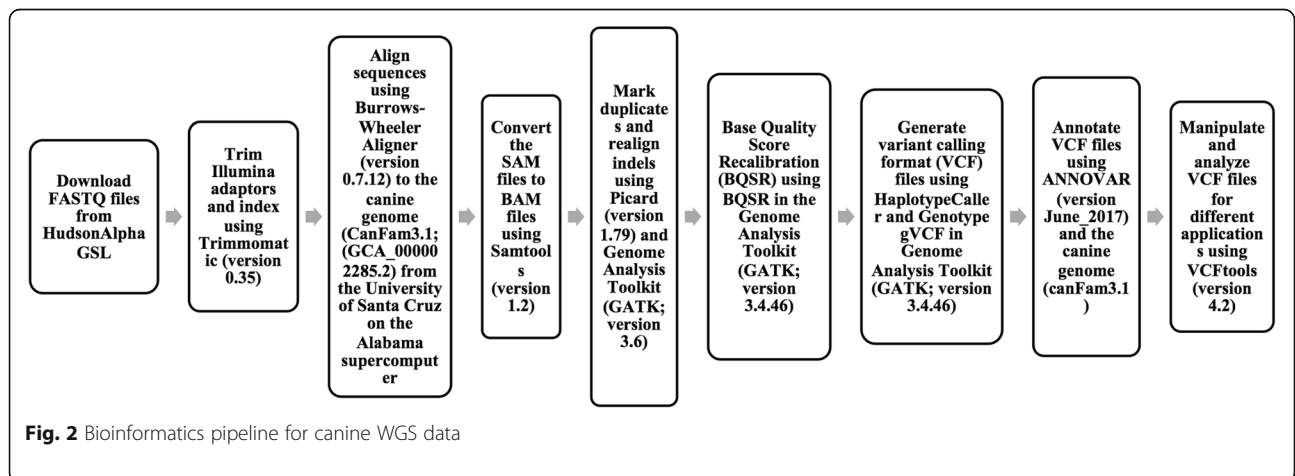 Download
FASTQ files
from
HudsonAlpha
GSL
Trim
Illumina
adaptors
and index
using
Trimmomat
ic (version
0.35)
Align
sequences
using
Burrows-
Wheeler
Aligner
(version
0.7.12) to the
canine
genome
(CanFam3.1;
(GCA_00000
2285.2) from
the University
of Santa Cruz
on the
Alabama
supercomput
er
Convert
the SAM
files to
BAM
files
using
Samtool
s
(version
1.2)
Mark
duplicate
s and
realign
indels
using
Picard
(version
1.79) and
Genome
Analysis
Toolkit
(GATK;
version
3.6)
Base Quality
Score
Recalibration
(BQSR) using
BQSR in the
Genome
Analysis
Toolkit
(GATK;
version
3.4.46)
Generate
variant calling
format (VCF)
files using
HaplotypeCalle
r and Genotype
gVCF in
Genome
Analysis Toolkit
(GATK; version
3.4.46)
Annotate
VCF files
using
ANNOVAR
(version
June_2017)
and the
canine
genome
(canFam3.1
)
Manipulate
and
analyze
VCF files
for
different
application
s using
VCFtools
(version
4.2)
Fig. 2 Bioinformatics pipeline for canine WGS data